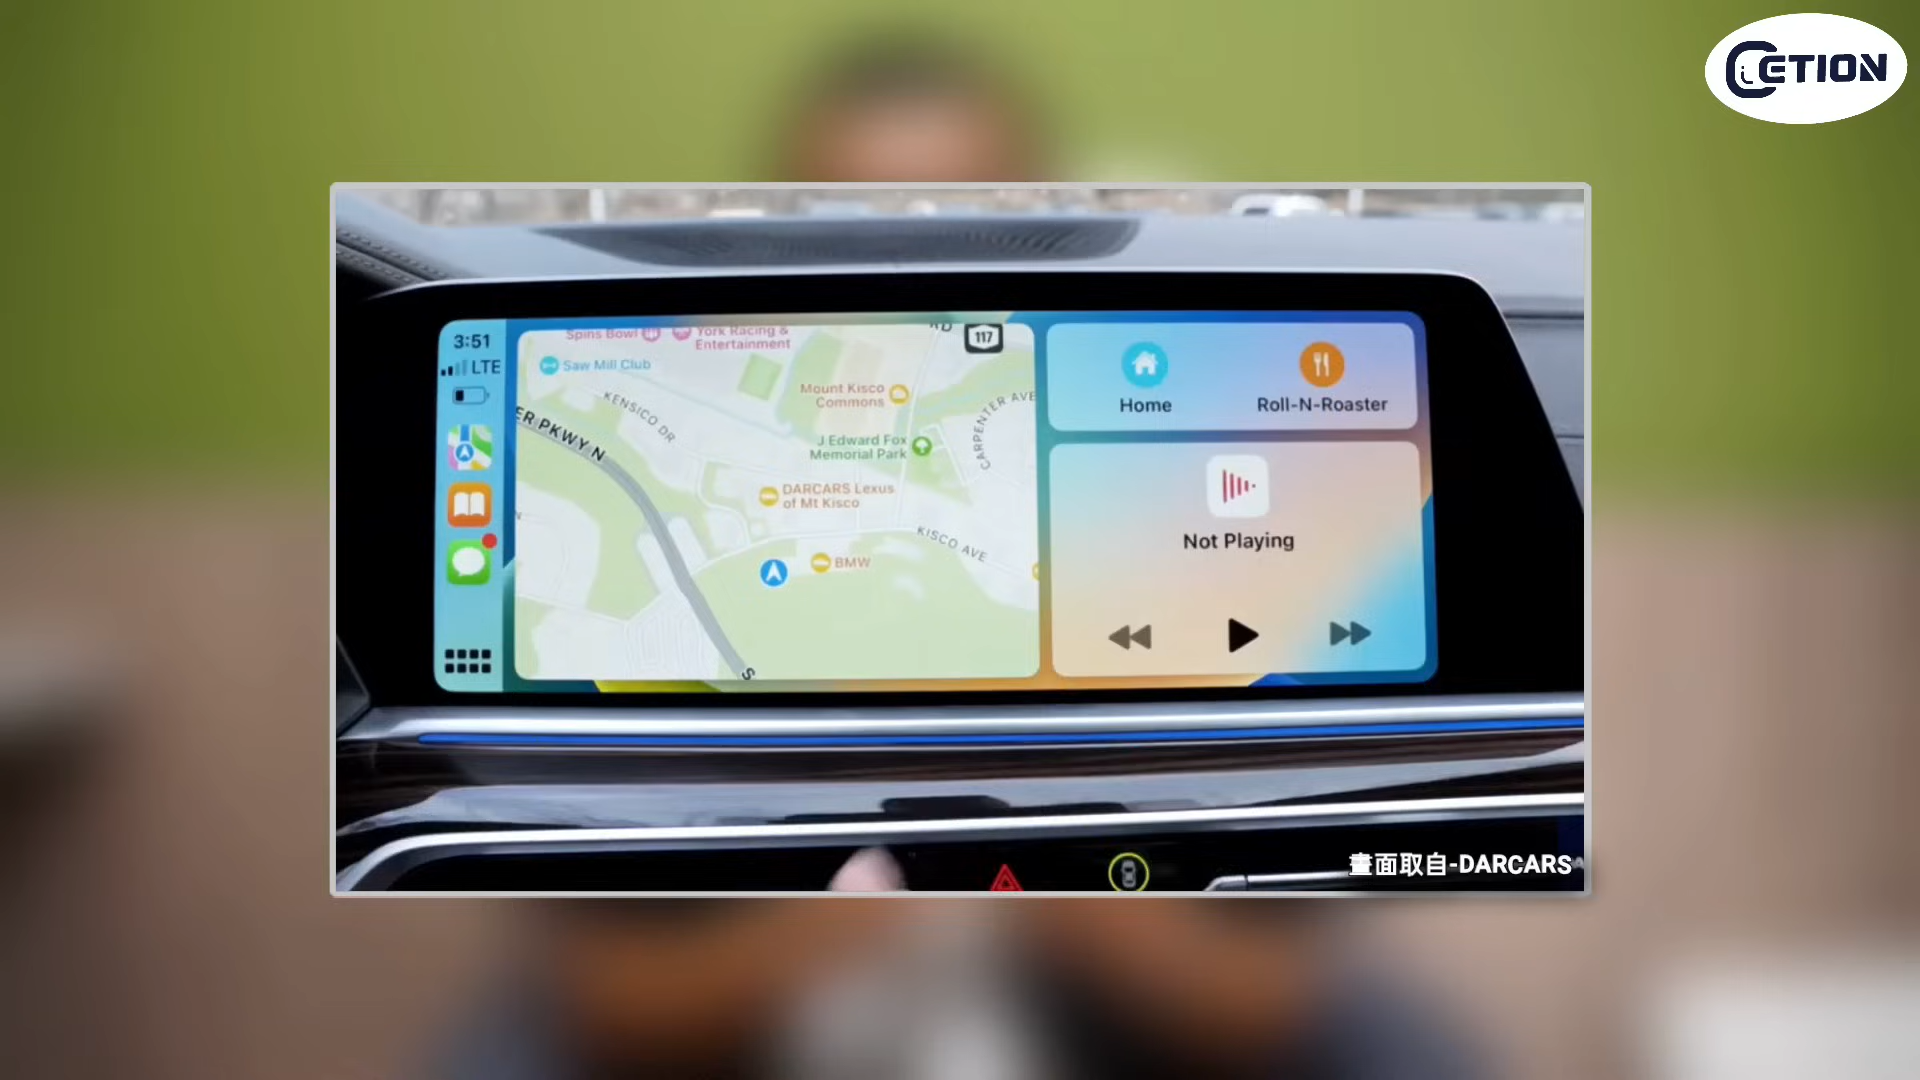 CETION
3:51
LTE
Spins Bowl
York Racing &
Entertainment
RD
117
Saw Mill Club
KENSICO DR
Mount Kisco
Commons
CARPENTER AVE
ER PKWY N
J Edward Fox
Memorial Park
DARCARS Lexus
of Mt Kisco
KISCO AVE
BMW
N
S
Home
Roll-N-Roaster
Not Playing
畫面取自-DARCARS